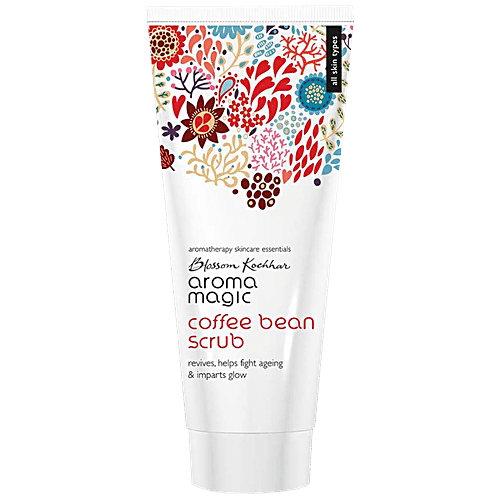 all skin types
aromatherapy skincare essentials
Blossom Kochhar
aroma
magic
coffee bean
scrub
revives, helps fight ageing
& imparts glow